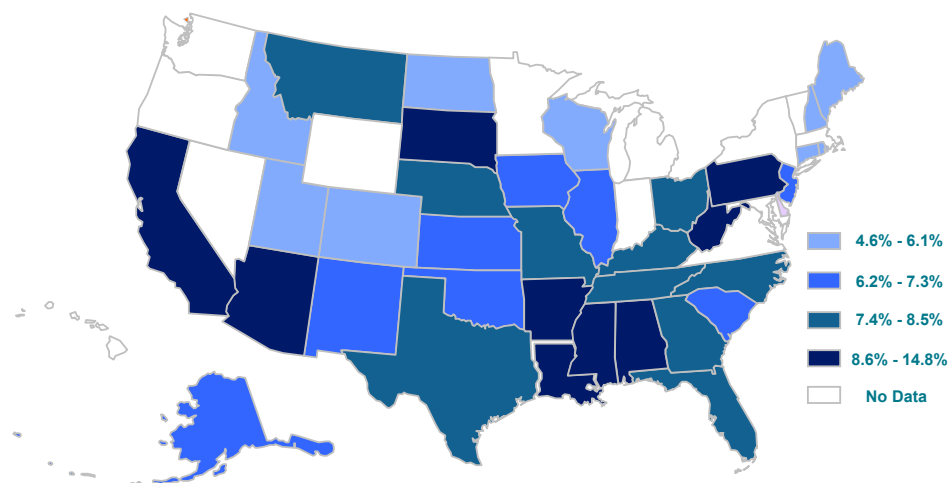 4.6% - 6.1%
6.2% - 7.3%
7.4% - 8.5%
8.6% - 14.8%
No Data